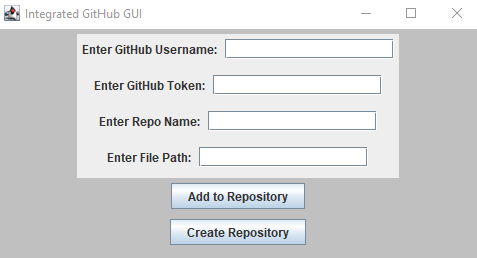 Integrated GitHub GUI
Enter GitHub Username:
Enter GitHub Token:
Enter Repo Name:
Enter File Path:
Add to Repository
Create Repository